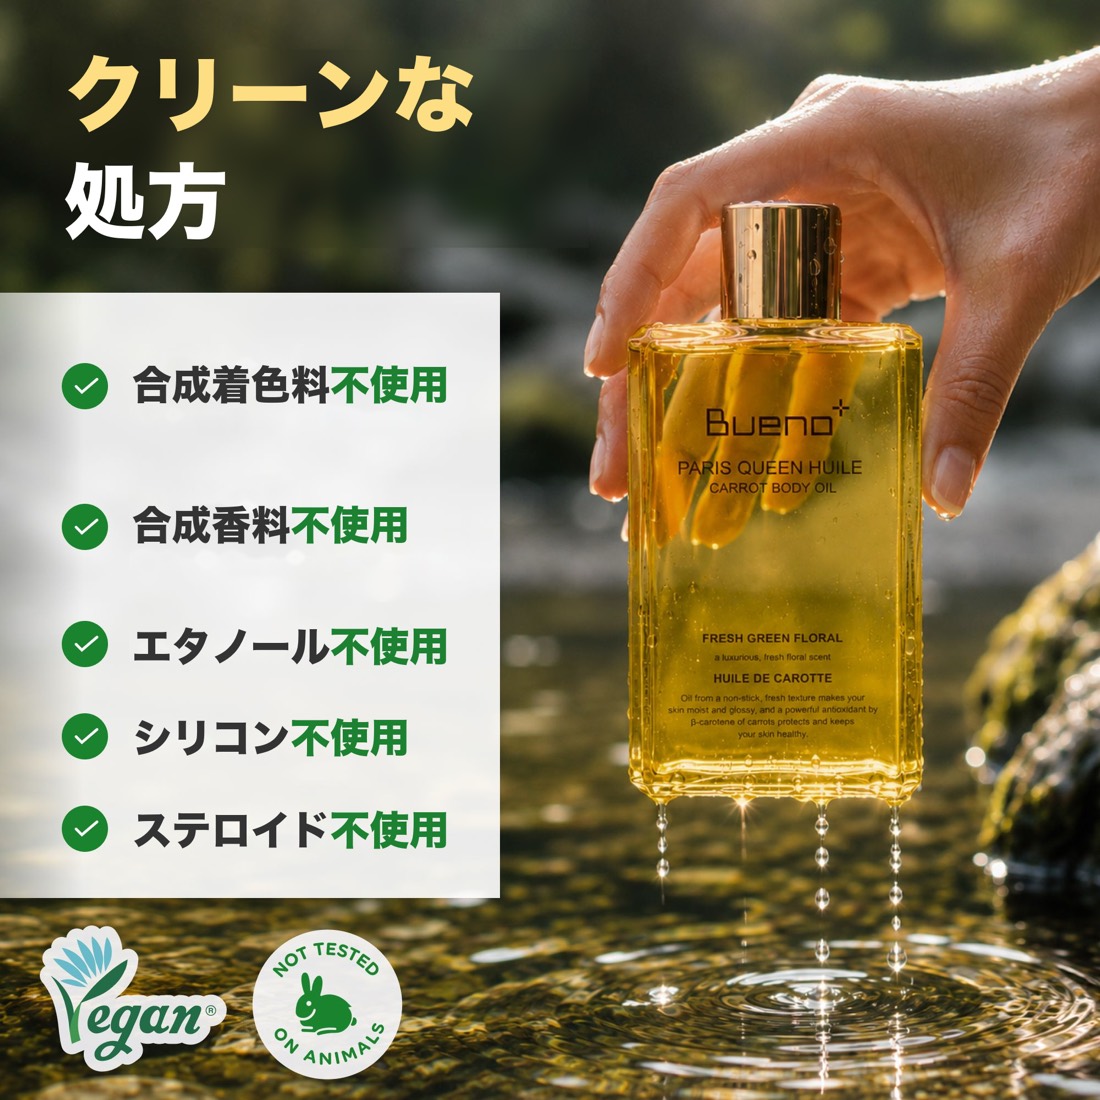 クリーンな
処方
合成着色料不使用
合成香料不使用
エタノール不使用
シリコン不使用
ステロイド不使用
Bueno+
PARIS QUEEN HUILE
CARROT BODY OIL
FRESH GREEN FLORAL
a luxurious, fresh floral scent
HUILE DE CAROTTE
Oil from a non-stick, fresh texture makes your
skin moist and glossy, and a powerful antioxidant by
β-carotene of carrots protects and keeps
your skin healthy.
Vegan®
NOT TESTED
ON ANIMALS